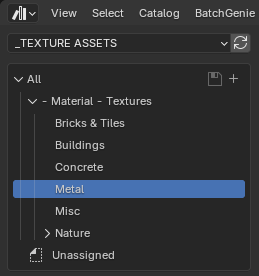 View Select Catalog BatchGenie
_TEXTURE ASSETS
All
- Material - Textures
Bricks & Tiles
Buildings
Concrete
Metal
Misc
Nature
Unassigned